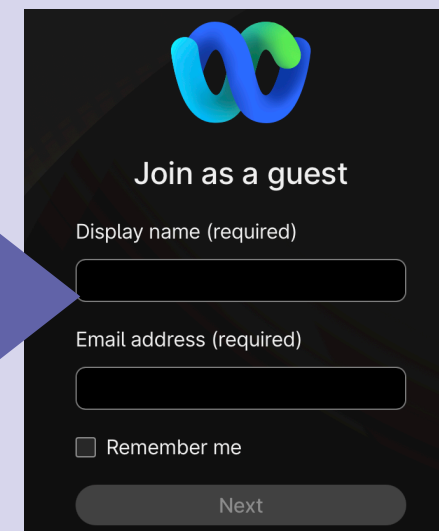 Join as a guest
Display name (required)
Email address (required)
Remember me
Next